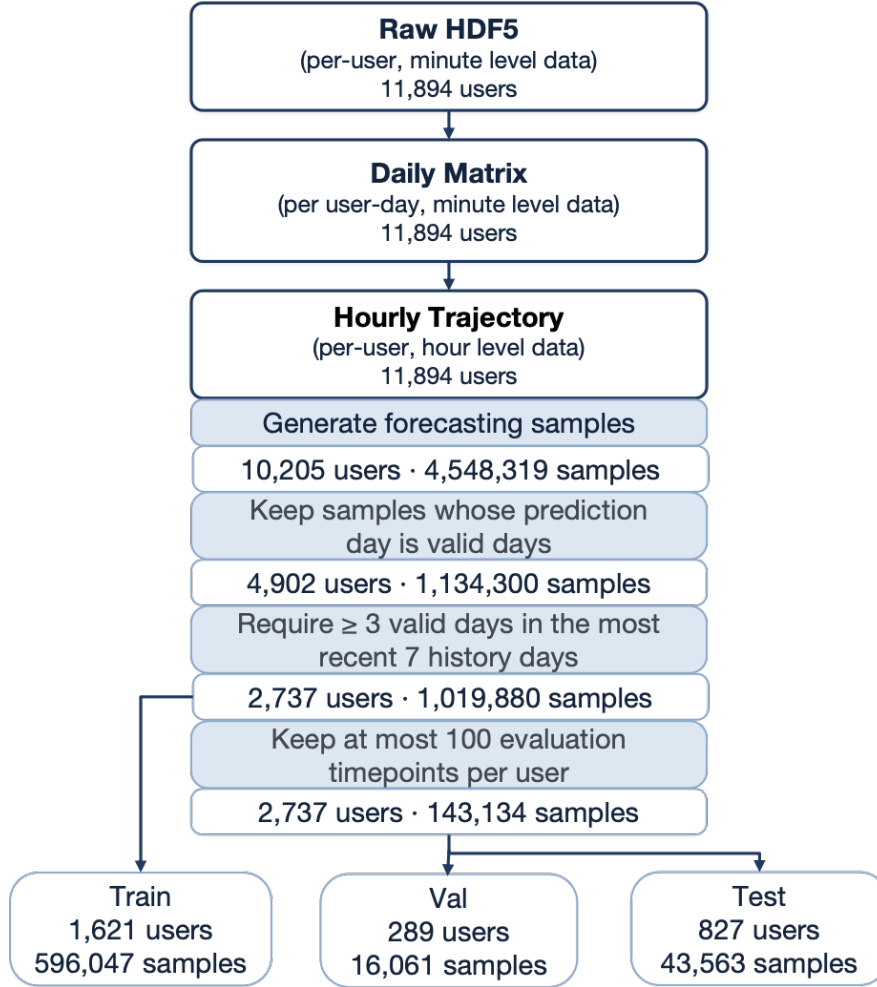 Raw HDF5
(per-user, minute level data)
11,894 users
Daily Matrix
(per user-day, minute level data)
11,894 users
Hourly Trajectory
(per-user, hour level data)
11,894 users
Generate forecasting samples
10,205 users · 4,548,319 samples
Keep samples whose prediction
day is valid days
4,902 users · 1,134,300 samples
Require ≥ 3 valid days in the most
recent 7 history days
2,737 users · 1,019,880 samples
Keep at most 100 evaluation
timepoints per user
2,737 users · 143,134 samples
Train
1,621 users
596,047 samples
Val
289 users
16,061 samples
Test
827 users
43,563 samples